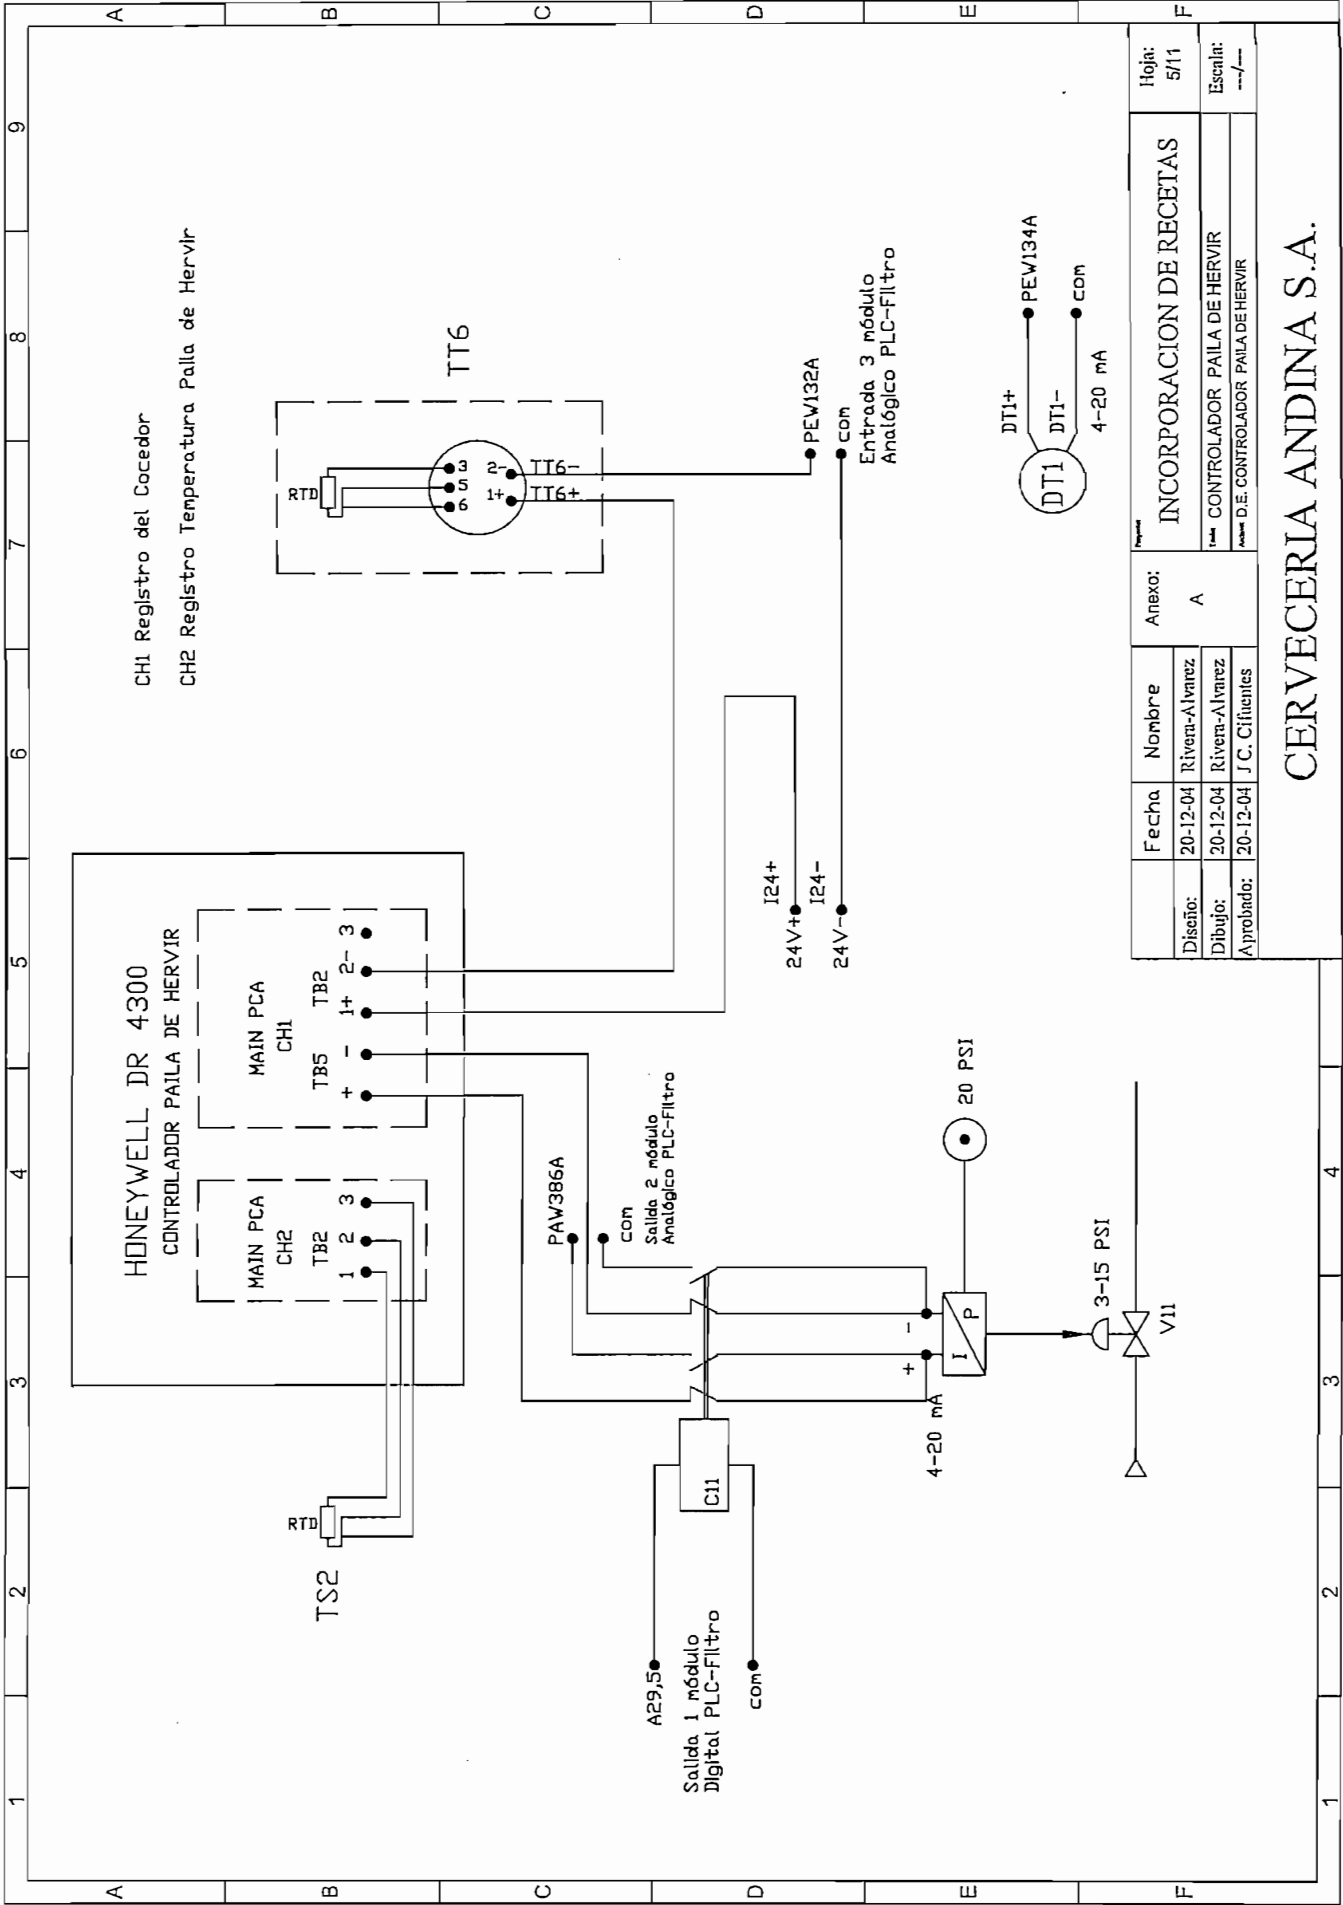 1 2 3 4 5 6 7 8 9
A A
B B
C C
D D
E E
F F
1 2 3 4
HONEYWELL DR 4300
CONTROLADOR PAILA DE HERVIR
MAIN PCA
CH2
TB2
1 2 3
MAIN PCA
CH1
TB5 TB2
+ - 1+ 2- 3
RTD
TS2
CH1 Registro del Cocedor
CH2 Registro Temperatura Paila de Hervir
RTD
TT6
3
5
6
2-
1+
TT6-
TT6+
PEW132A
com
Entrada 3 módulo
Analógico PLC-Filtro
I24+
24V+
I24-
24V-
PAW386A
com
Salida 2 módulo
Analógico PLC-Filtro
A29,5
Salida 1 módulo
Digital PLC-Filtro
com
C11
4-20 mA
+
-
I
P
20 PSI
3-15 PSI
V11
DT1
DT1+
DT1-
4-20 mA
PEW134A
com
Fecha Nombre
Diseño: 20-12-04 Rivera-Alvarez
Dibujo: 20-12-04 Rivera-Alvarez
Aprobado: 20-12-04 J C. Cifuentes
Anexo:
A
INCORPORACION DE RECETAS
CONTROLADOR PAILA DE HERVIR
D.E. CONTROLADOR PAILA DE HERVIR
Hoja:
5/11
Escala:
---/---
CERVECERIA ANDINA S.A.